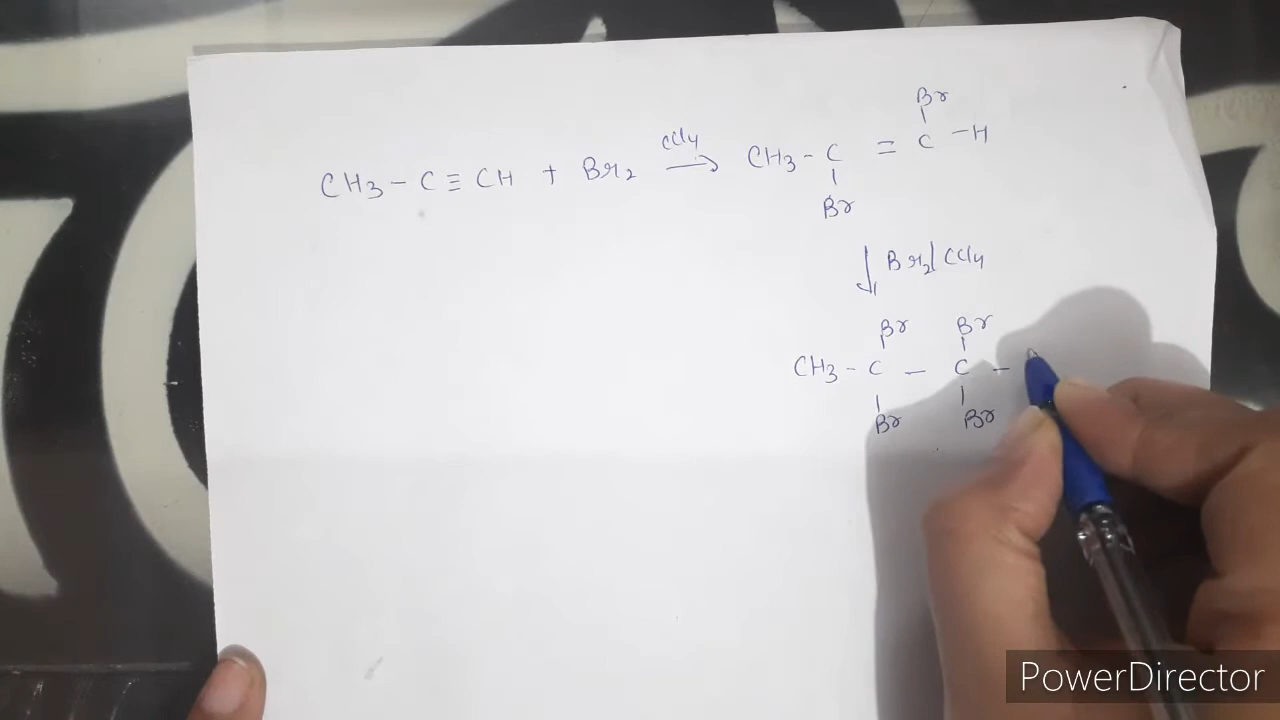 Br
CH3 - C ≡ CH + Br2 CCl4 → CH3 - C = C - H
Br
↓ Br2 | CCl4
Br Br
CH3 - C - C -
Br Br
PowerDirector